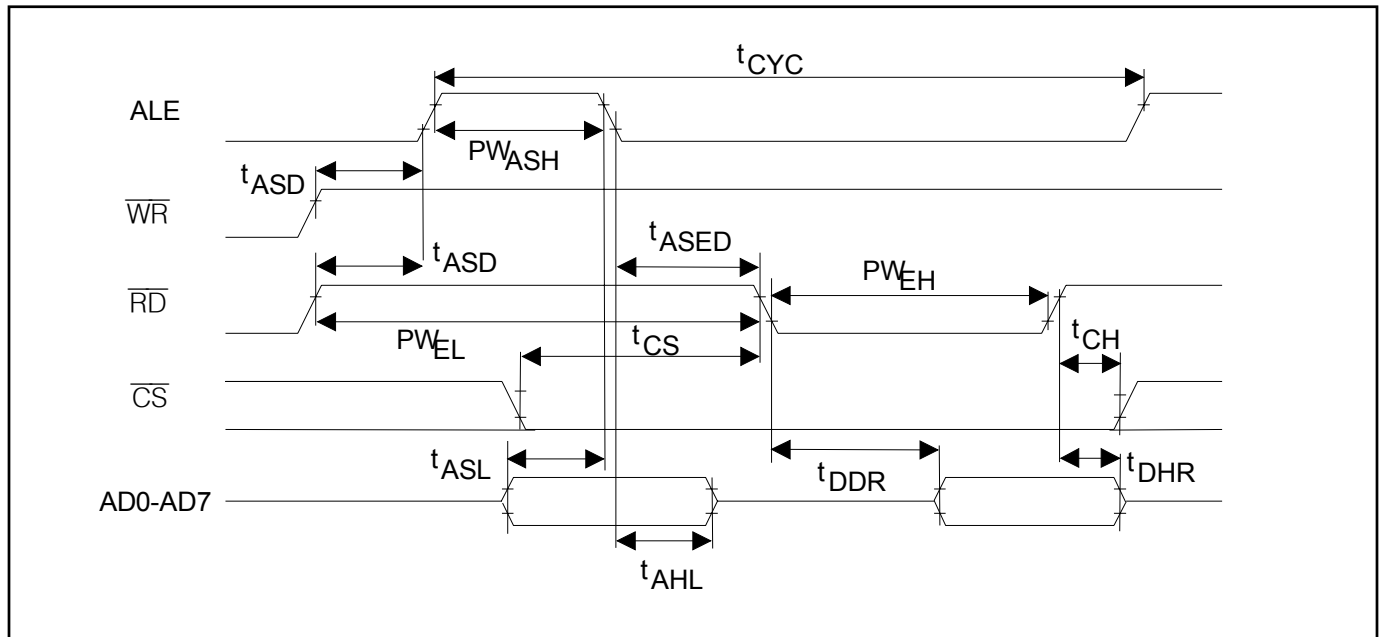 tCYC
ALE
PWASH
tASD
WR
tASED
tASD
PWEH
RD
PWEL
tCS
tCH
CS
tASL
tDDR
tDHR
AD0-AD7
tAHL